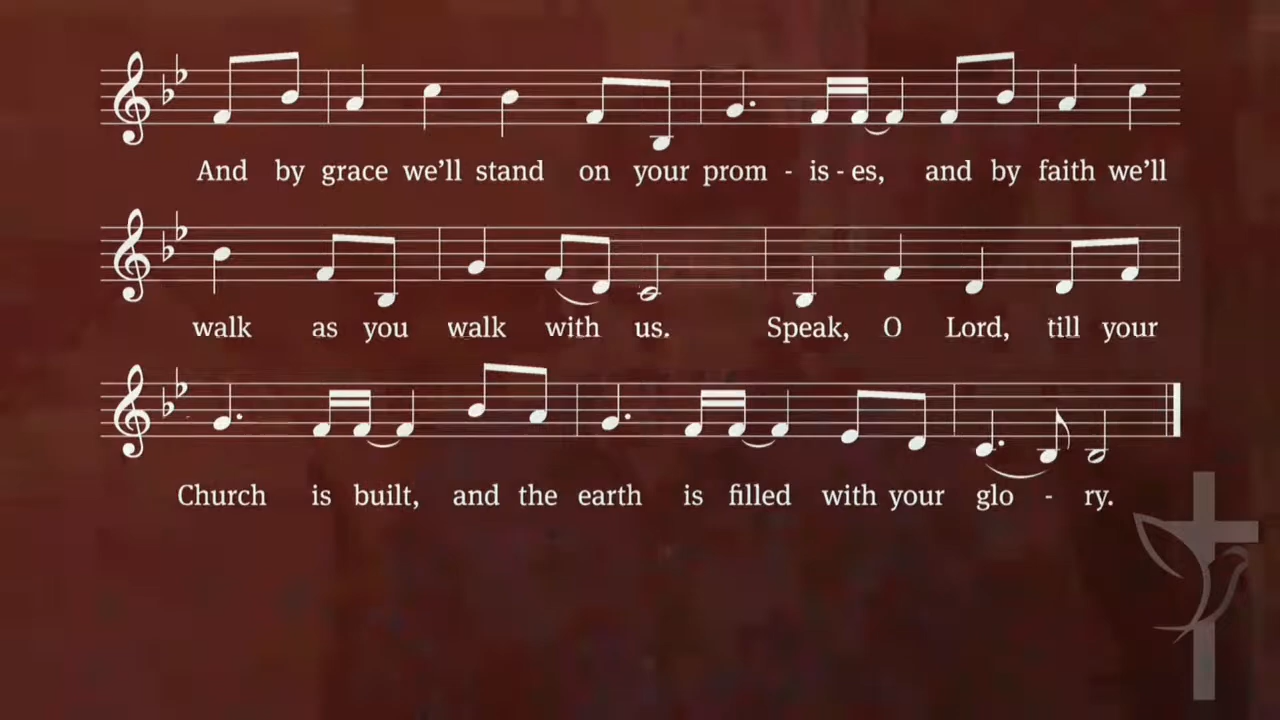 And by grace we’ll stand on your prom - is - es, and by faith we’ll
walk as you walk with us. Speak, O Lord, till your
Church is built, and the earth is filled with your glo - ry.